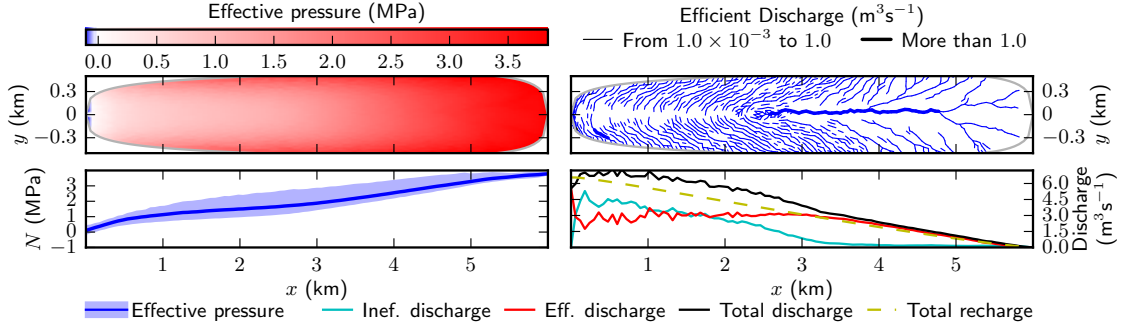 Effective pressure (MPa)
0.0 0.5 1.0 1.5 2.0 2.5 3.0 3.5
Efficient Discharge (m³s⁻¹)
From 1.0 × 10⁻³ to 1.0 More than 1.0
y (km)
0.3
0
−0.3
0.3
0
−0.3
y (km)
N (MPa)
3
2
1
0
−1
1 2 3 4 5
x (km)
6.0
4.5
3.0
1.5
0.0
Discharge
(m³s⁻¹)
1 2 3 4 5
x (km)
Effective pressure Inef. discharge Eff. discharge Total discharge Total recharge